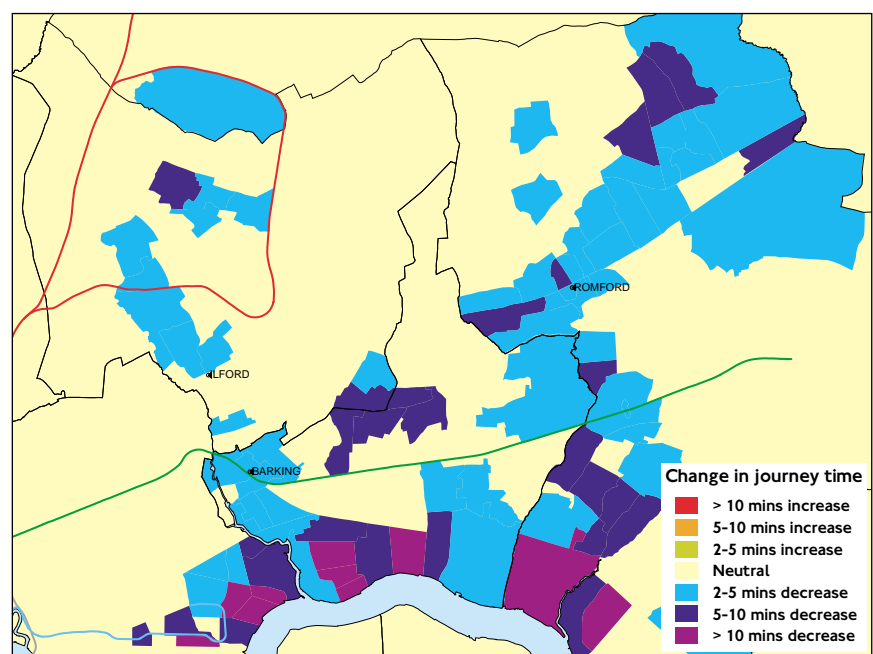 ROMFORD
ILFORD
BARKING
Change in journey time
> 10 mins increase
5-10 mins increase
2-5 mins increase
Neutral
2-5 mins decrease
5-10 mins decrease
> 10 mins decrease